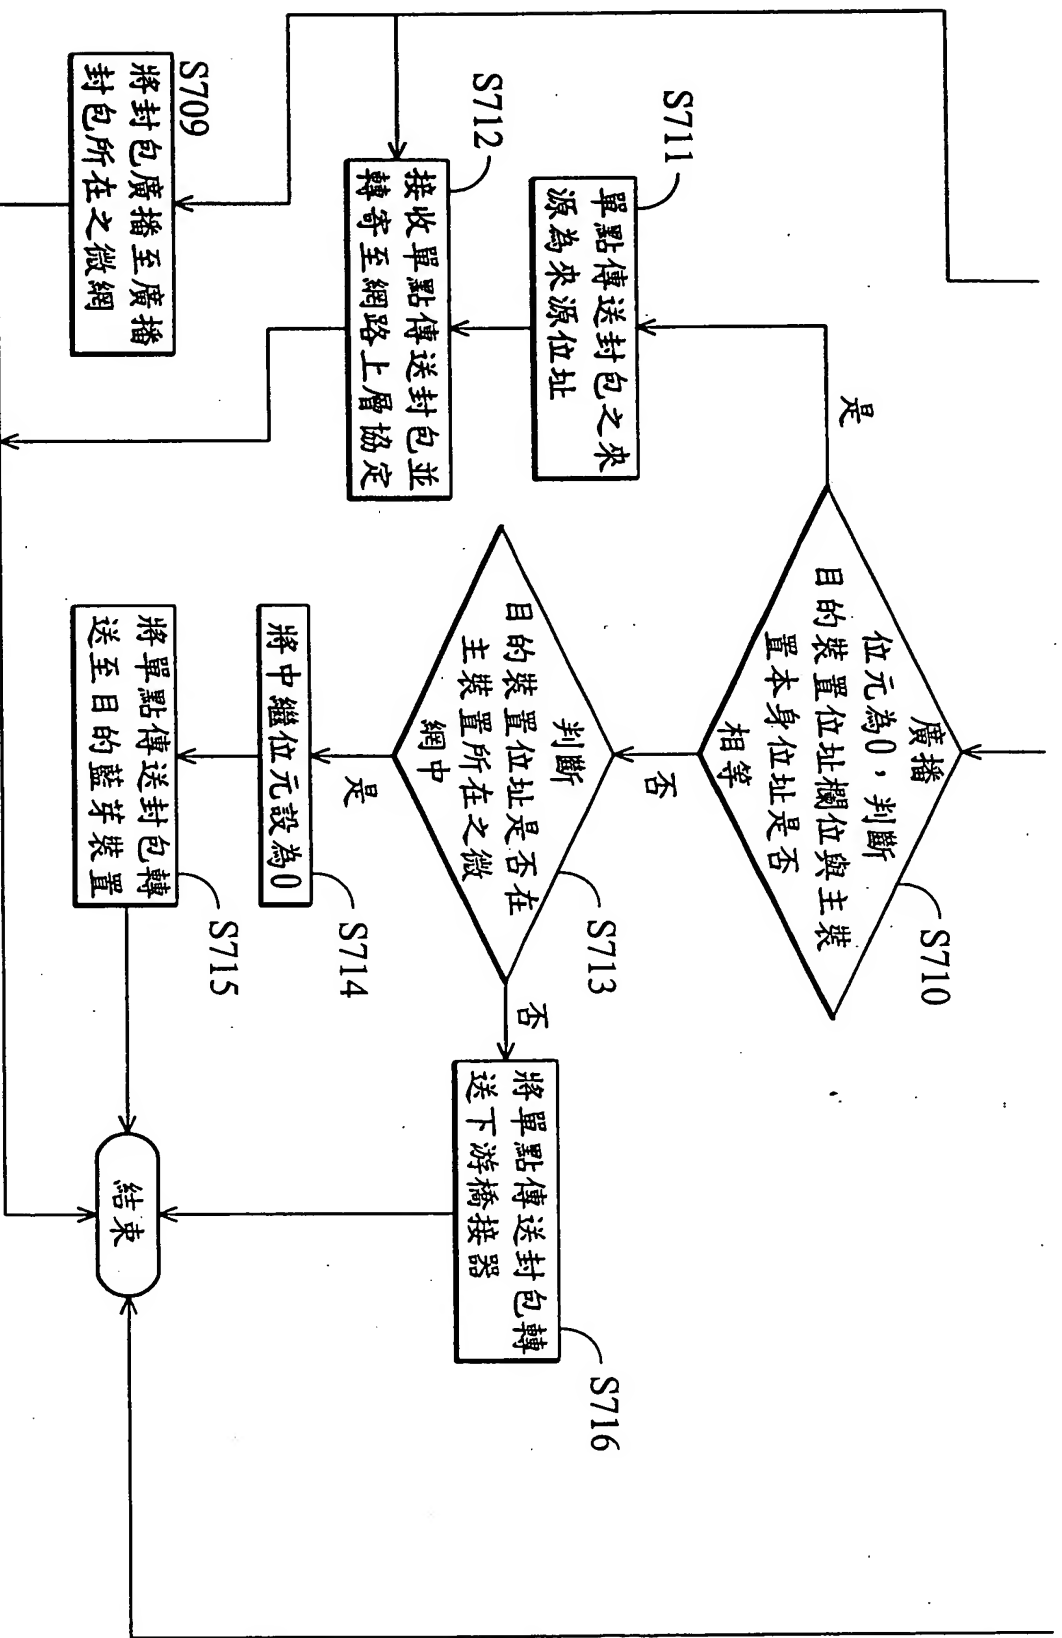 廣播
位元為0，判斷
目的裝置位址欄位與主裝
置本身位址是否
相等
S710
是
否
單點傳送封包之來
源為來源位址
S711
接收單點傳送封包並
轉寄至網路上層協定
S712
S709
將封包廣播至廣播
封包所在之微網
判斷
目的裝置位址是否在
主裝置所在之微
網中
S713
是
否
將中繼位元設為0
S714
將單點傳送封包轉
送至目的藍芽裝置
S715
將單點傳送封包轉
送下游橋接器
S716
結束